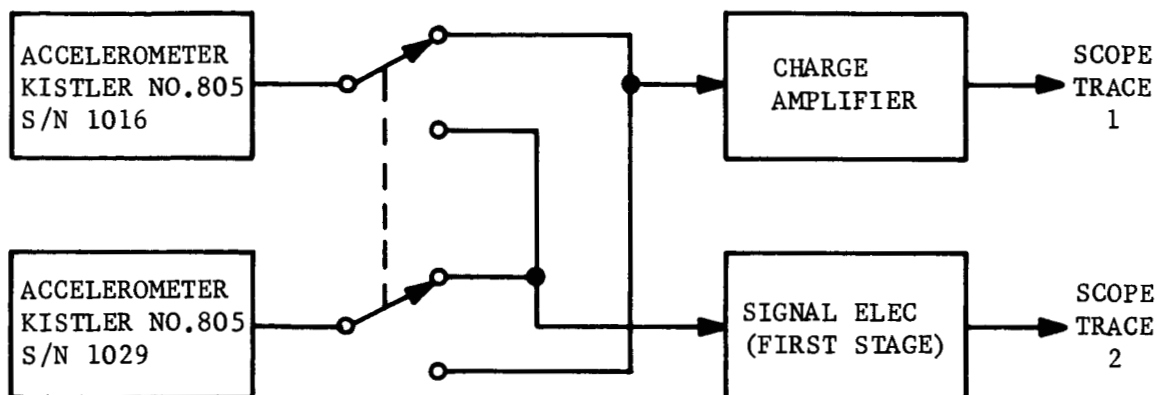 ACCELEROMETER
KISTLER NO.805
S/N 1016
CHARGE
AMPLIFIER
SCOPE
TRACE
1
ACCELEROMETER
KISTLER NO.805
S/N 1029
SIGNAL ELEC
(FIRST STAGE)
SCOPE
TRACE
2